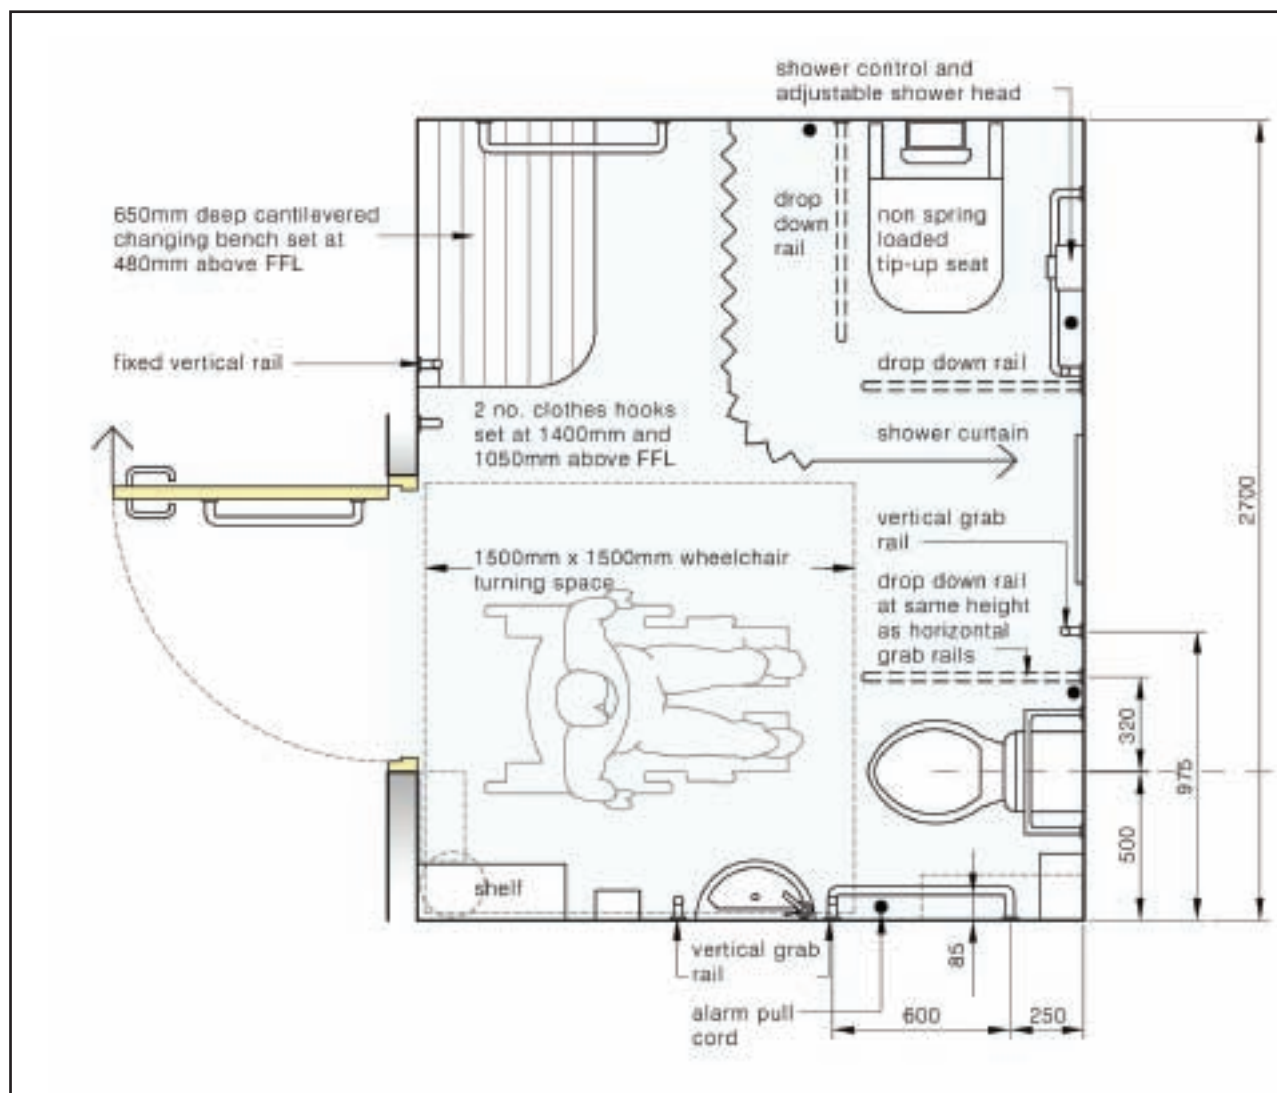 shower control and
adjustable shower head
650mm deep cantilevered
changing bench set at
480mm above FFL
drop
down
rail
non spring
loaded
tip-up seat
fixed vertical rail
drop down rail
2 no. clothes hooks
set at 1400mm and
1050mm above FFL
shower curtain
2700
vertical grab
rail
1500mm x 1500mm wheelchair
turning space
drop down rail
at same height
as horizontal
grab rails
320
975
500
shelf
vertical grab
rail
85
alarm pull
cord
600
250